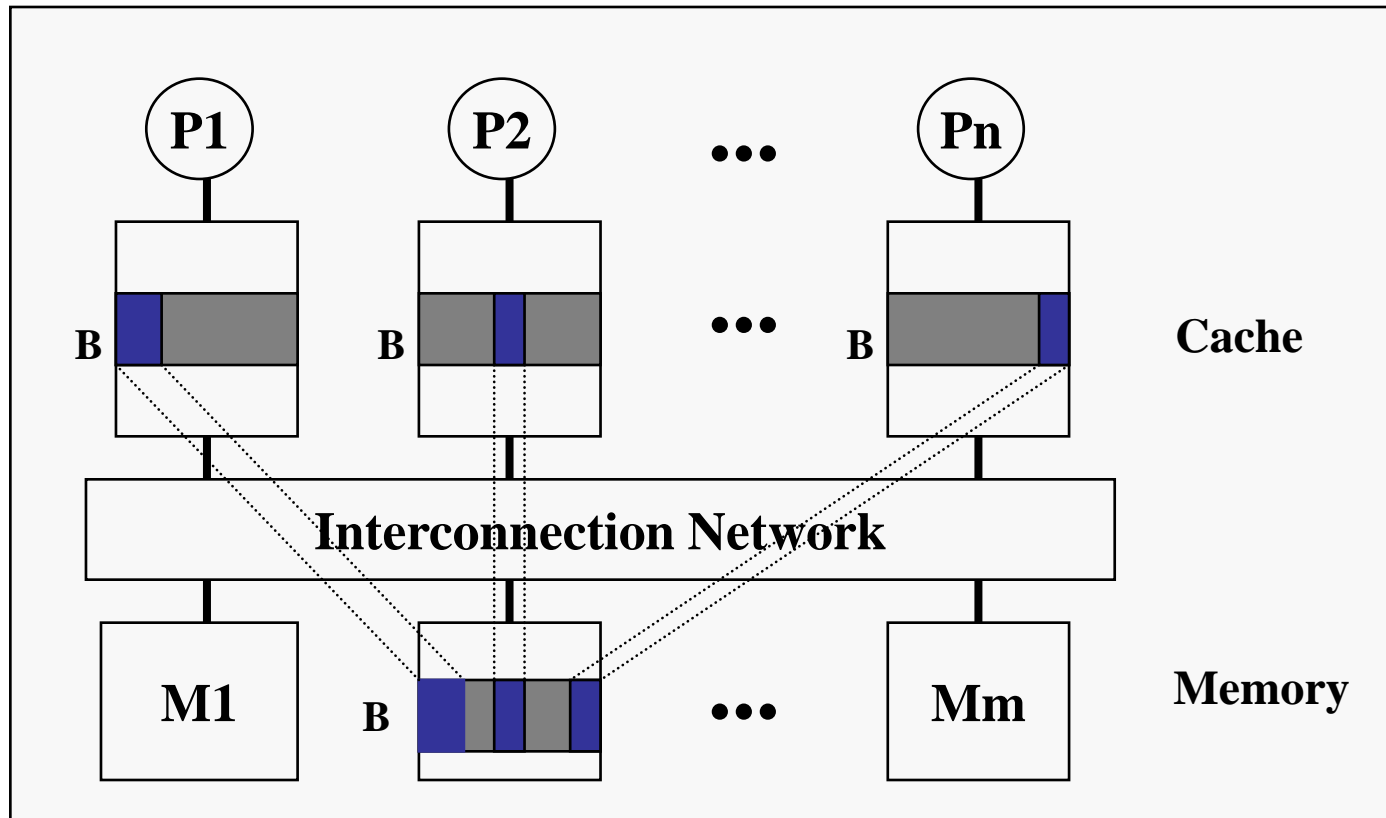 P1 P2 ••• Pn
B B ••• B Cache
Interconnection Network
M1 B ••• Mm Memory